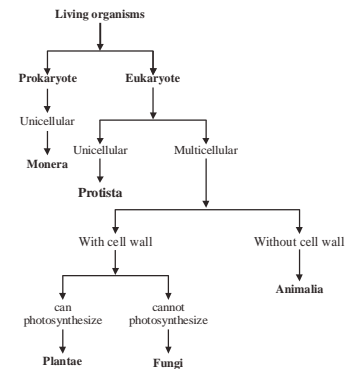 Living organisms
Prokaryote Eukaryote
Unicellular
Unicellular Multicellular
Monera
Protista
With cell wall Without cell wall
Animalia
can cannot
photosynthesize photosynthesize
Plantae Fungi